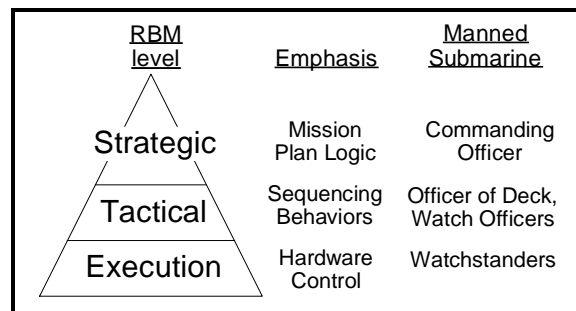 RBM
level
Emphasis
Manned
Submarine
Strategic
Mission
Plan Logic
Commanding
Officer
Tactical
Sequencing
Behaviors
Officer of Deck,
Watch Officers
Execution
Hardware
Control
Watchstanders